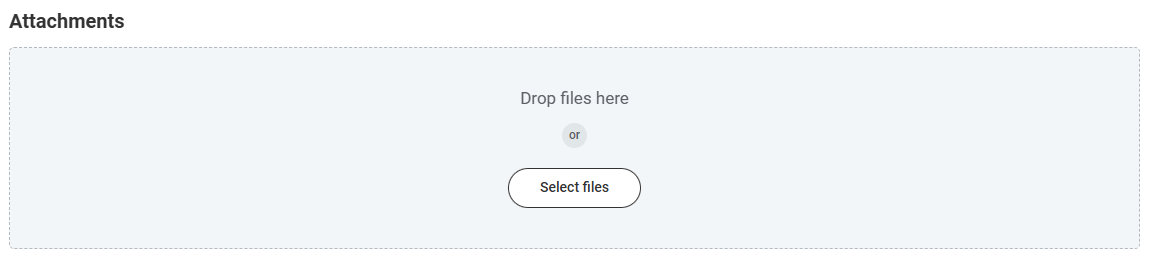 Attachments
Drop files here
or
Select files